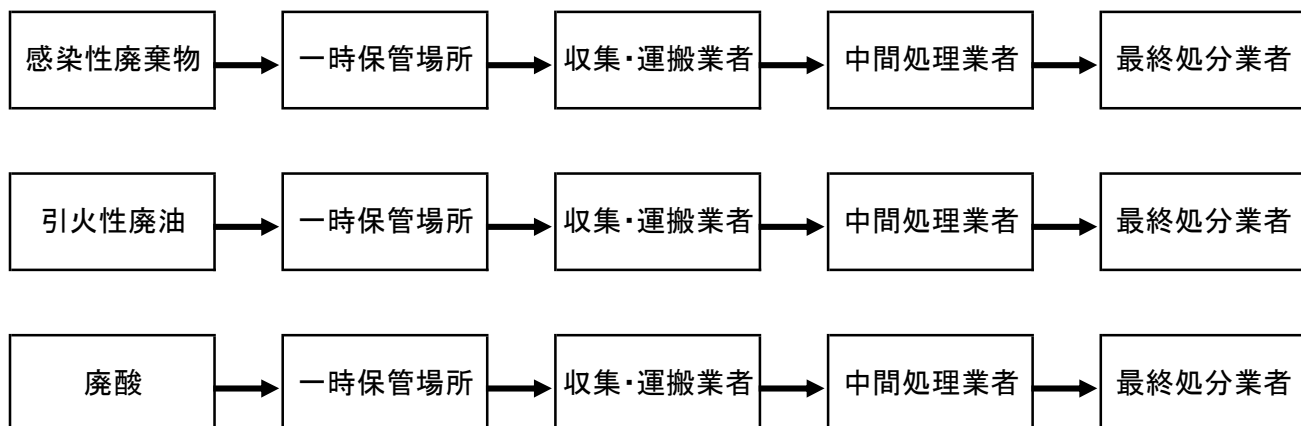 感染性廃棄物 一時保管場所 収集・運搬業者 中間処理業者 最終処分業者
引火性廃油 一時保管場所 収集・運搬業者 中間処理業者 最終処分業者
廃酸 一時保管場所 収集・運搬業者 中間処理業者 最終処分業者